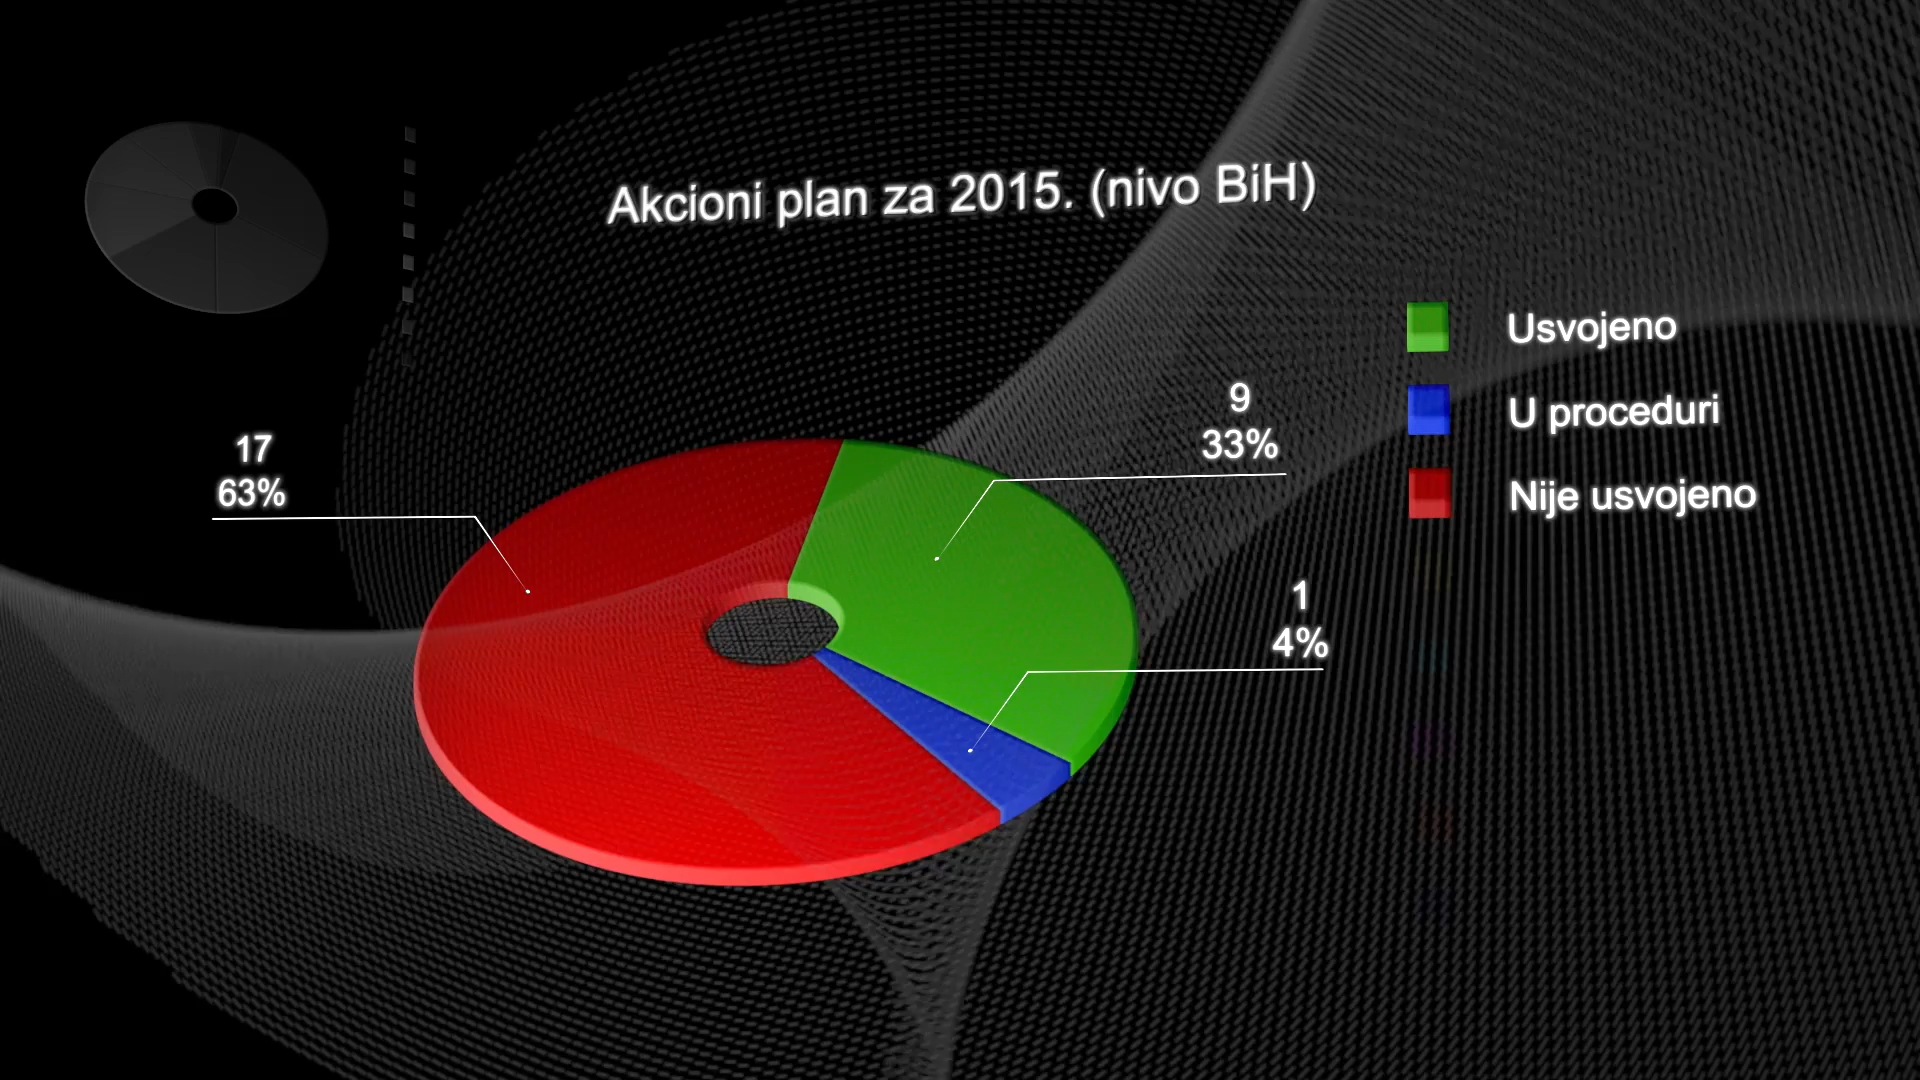 Akcioni plan za 2015. (nivo BiH)
Usvojeno
U proceduri
Nije usvojeno
9
33%
17
63%
1
4%